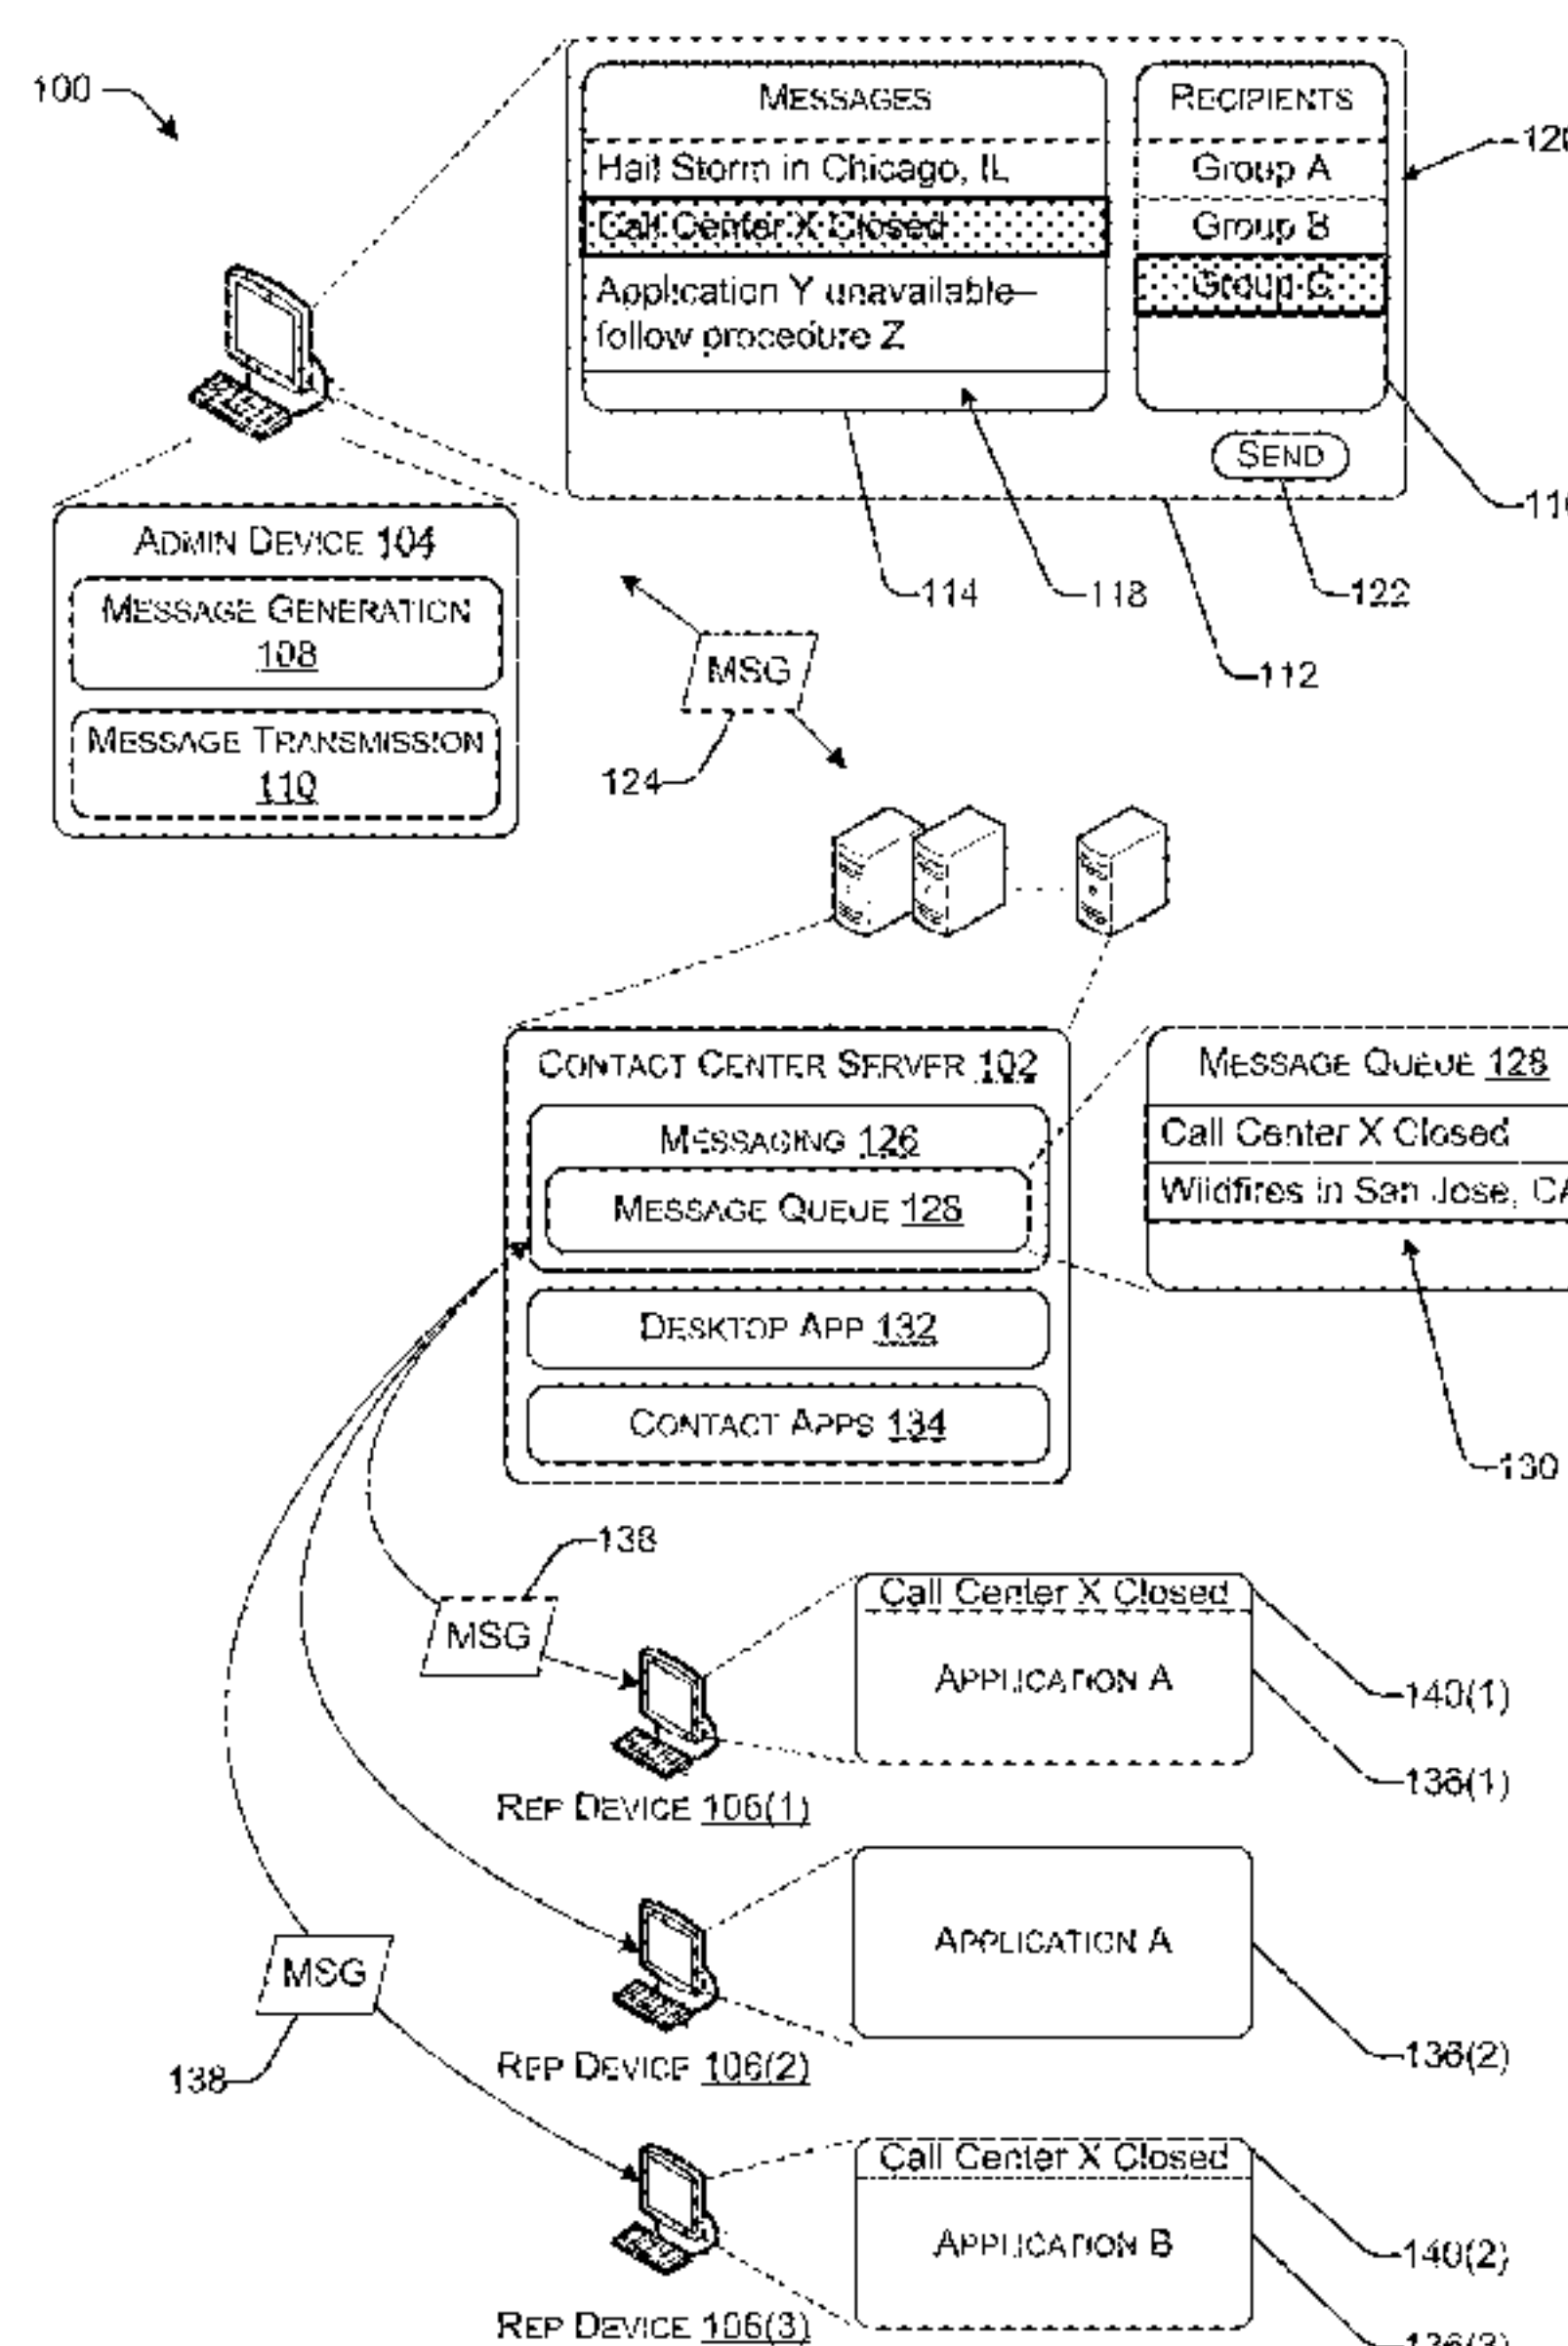 100
MESSAGES
RECIPIENTS
Hail Storm in Chicago, IL
Group A
Call Center X Closed
Group B
Application Y unavailable–
follow procedure Z
Group C
SEND
ADMIN DEVICE 104
MESSAGE GENERATION
108
MESSAGE TRANSMISSION
110
114
118
122
112
MSG
124
CONTACT CENTER SERVER 102
MESSAGING 126
MESSAGE QUEUE 128
DESKTOP APP 132
CONTACT APPS 134
MESSAGE QUEUE 128
Call Center X Closed
Wildfires in San Jose, CA
130
138
MSG
Call Center X Closed
APPLICATION A
140(1)
136(1)
REP DEVICE 106(1)
APPLICATION A
136(2)
REP DEVICE 106(2)
MSG
138
Call Center X Closed
APPLICATION B
140(2)
136(3)
REP DEVICE 106(3)